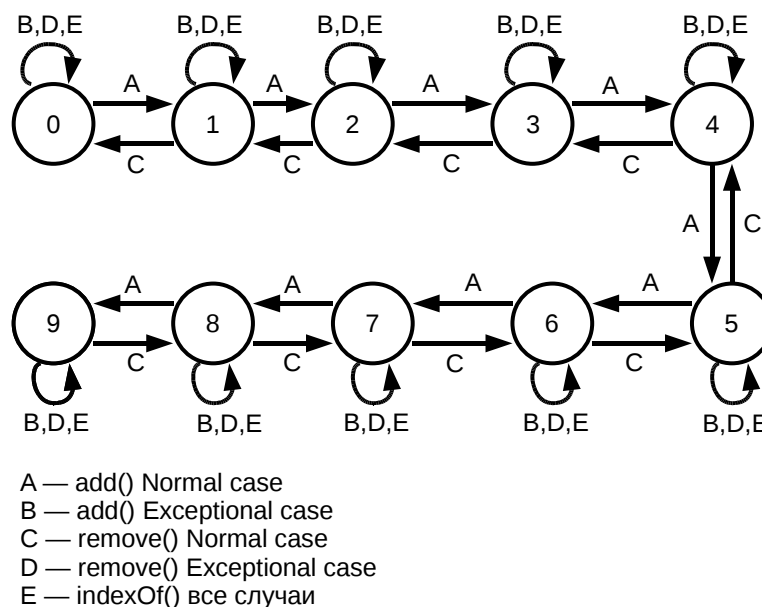 B,D,E B,D,E B,D,E B,D,E B,D,E
A A A A
0 1 2 3 4
C C C C
A C
A A A A
9 8 7 6 5
C C C C
B,D,E B,D,E B,D,E B,D,E B,D,E
A — add() Normal case
B — add() Exceptional case
C — remove() Normal case
D — remove() Exceptional case
E — indexOf() все случаи